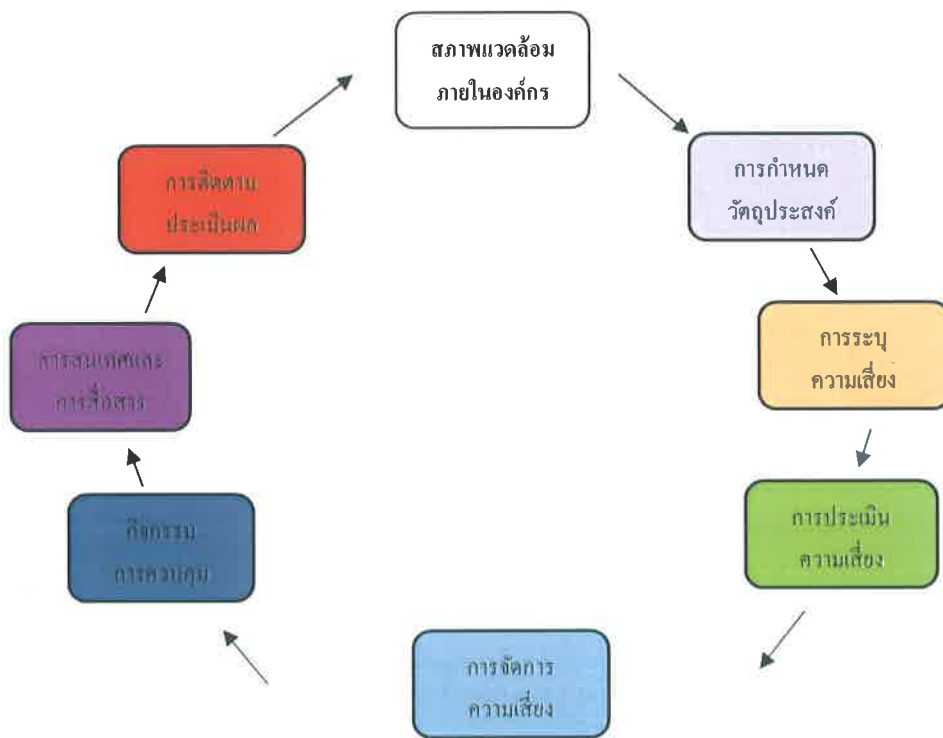 สภาพแวดล้อม
ภายในองค์กร
การกำหนด
วัตถุประสงค์
การระบุ
ความเสี่ยง
การประเมิน
ความเสี่ยง
การจัดการ
ความเสี่ยง
กิจกรรม
การควบคุม
สารสนเทศและ
การสื่อสาร
การติดตาม
ประเมินผล